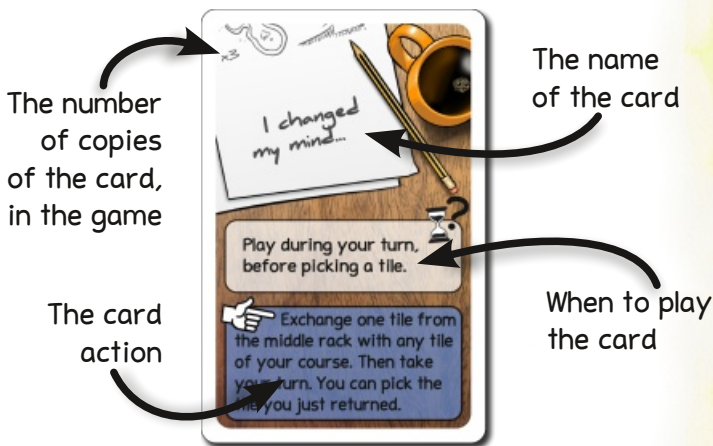 The number
of copies
of the card,
in the game
x3
I changed
my mind...
The name
of the card
?
Play during your turn,
before picking a tile.
When to play
the card
The card
action
Exchange one tile from
the middle rack with any tile
of your course. Then take
your turn. You can pick the
tile you just returned.